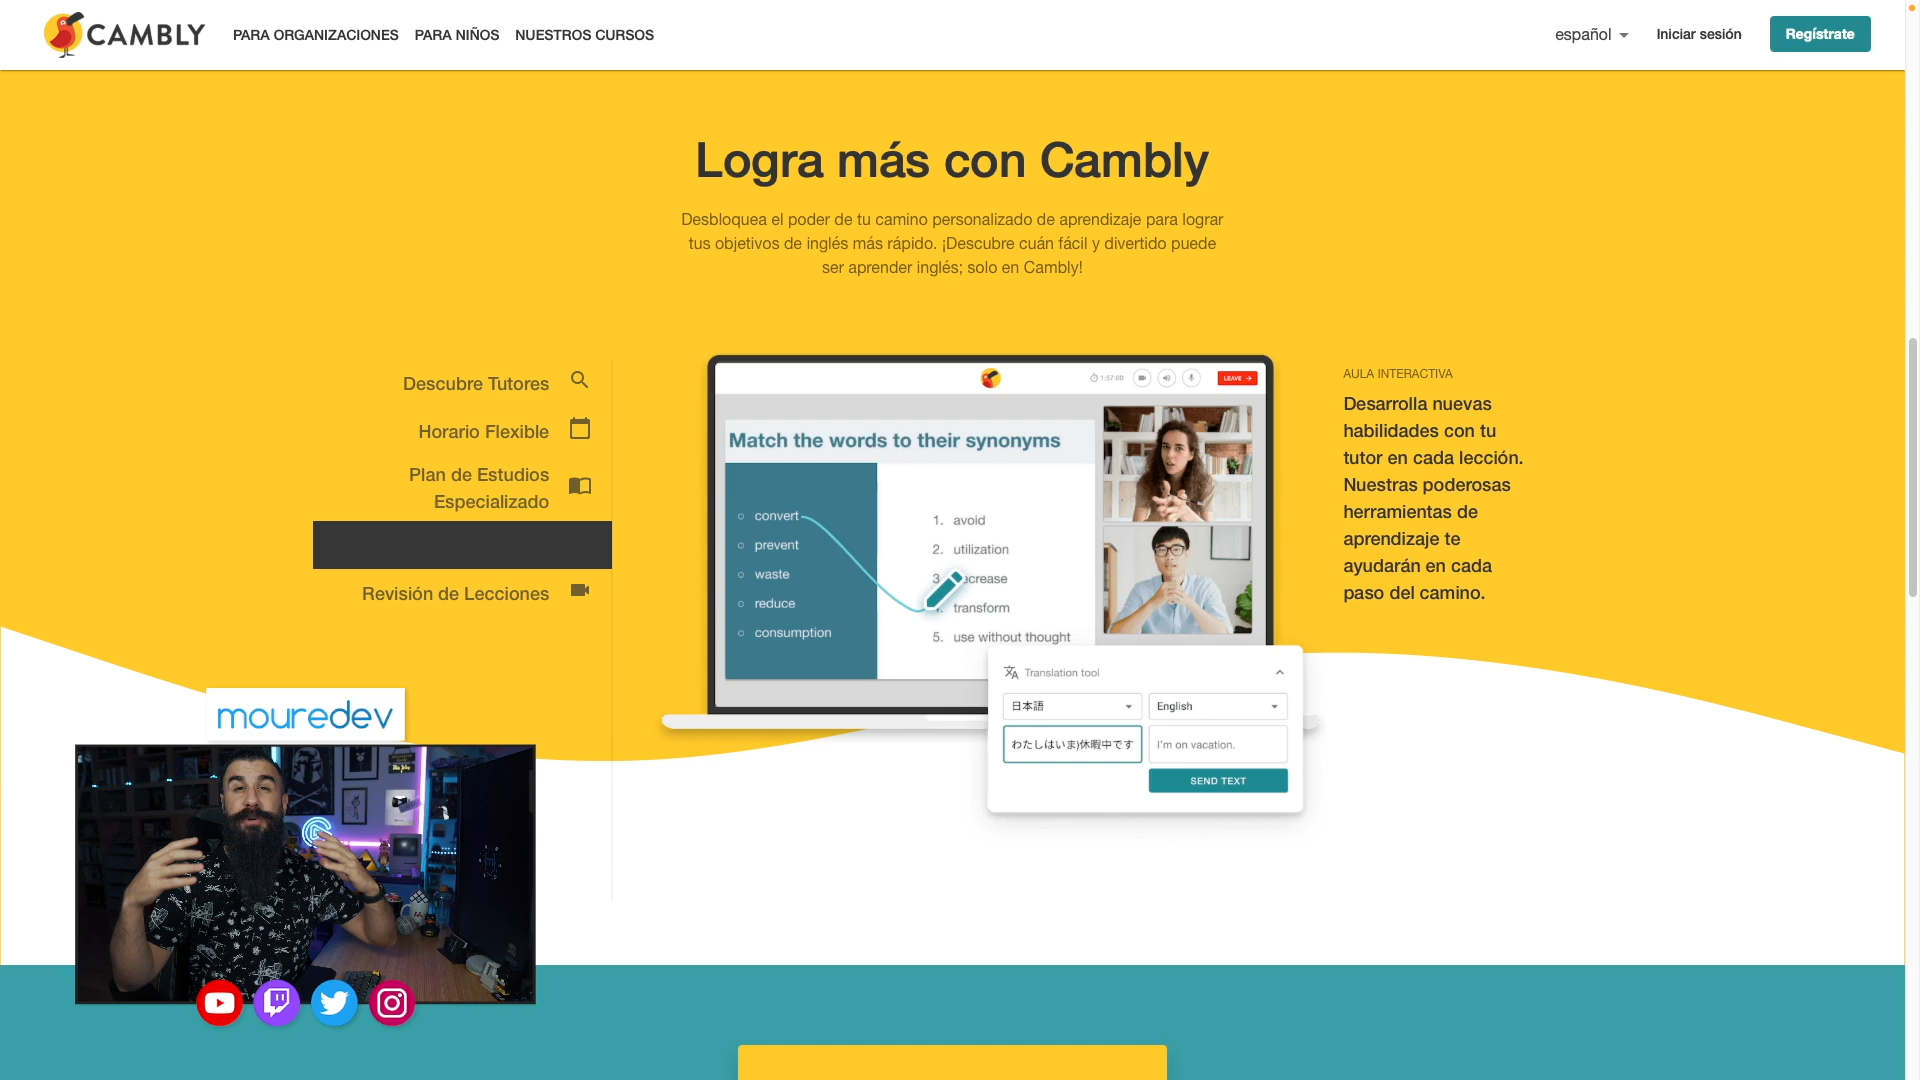 CAMBLY
PARA ORGANIZACIONES PARA NIÑOS NUESTROS CURSOS
español Iniciar sesión Regístrate
Logra más con Cambly
Desbloquea el poder de tu camino personalizado de aprendizaje para lograr
tus objetivos de inglés más rápido. ¡Descubre cuán fácil y divertido puede
ser aprender inglés; solo en Cambly!
Descubre Tutores
Horario Flexible
Plan de Estudios
Especializado
Revisión de Lecciones
1:57:00
LEAVE
Match the words to their synonyms
convert
prevent
waste
reduce
consumption
1. avoid
2. utilization
3 ecrease
transform
5. use without thought
Translation tool
日本語
English
わたしはいま)休暇中です
I'm on vacation.
SEND TEXT
AULA INTERACTIVA
Desarrolla nuevas
habilidades con tu
tutor en cada lección.
Nuestras poderosas
herramientas de
aprendizaje te
ayudarán en cada
paso del camino.
mouredev